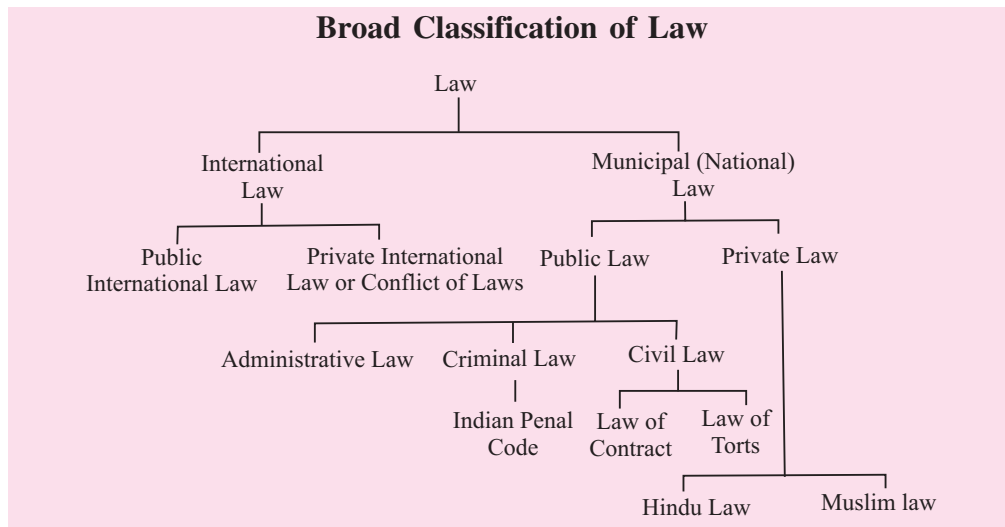 Broad Classification of Law
Law
International
Law
Municipal (National)
Law
Public
International Law
Private International
Law or Conflict of Laws
Public Law
Private Law
Administrative Law
Criminal Law
Civil Law
Indian Penal
Code
Law of
Contract
Law of
Torts
Hindu Law
Muslim law